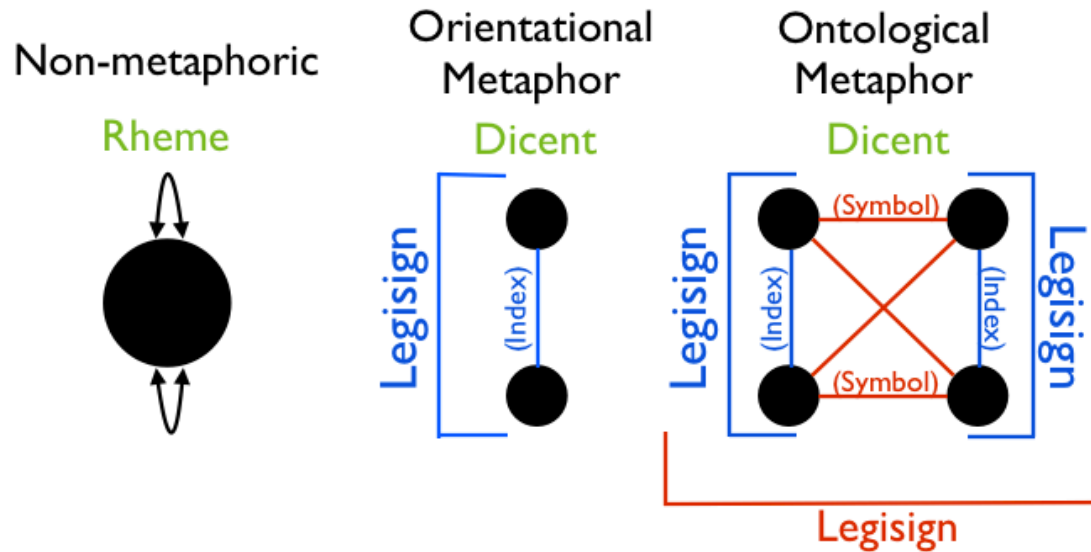 Non-metaphoric
Rheme
Orientational
Metaphor
Dicent
Legisign
(Index)
Ontological
Metaphor
Dicent
Legisign
(Index)
(Symbol)
(Symbol)
(Index)
Legisign
Legisign